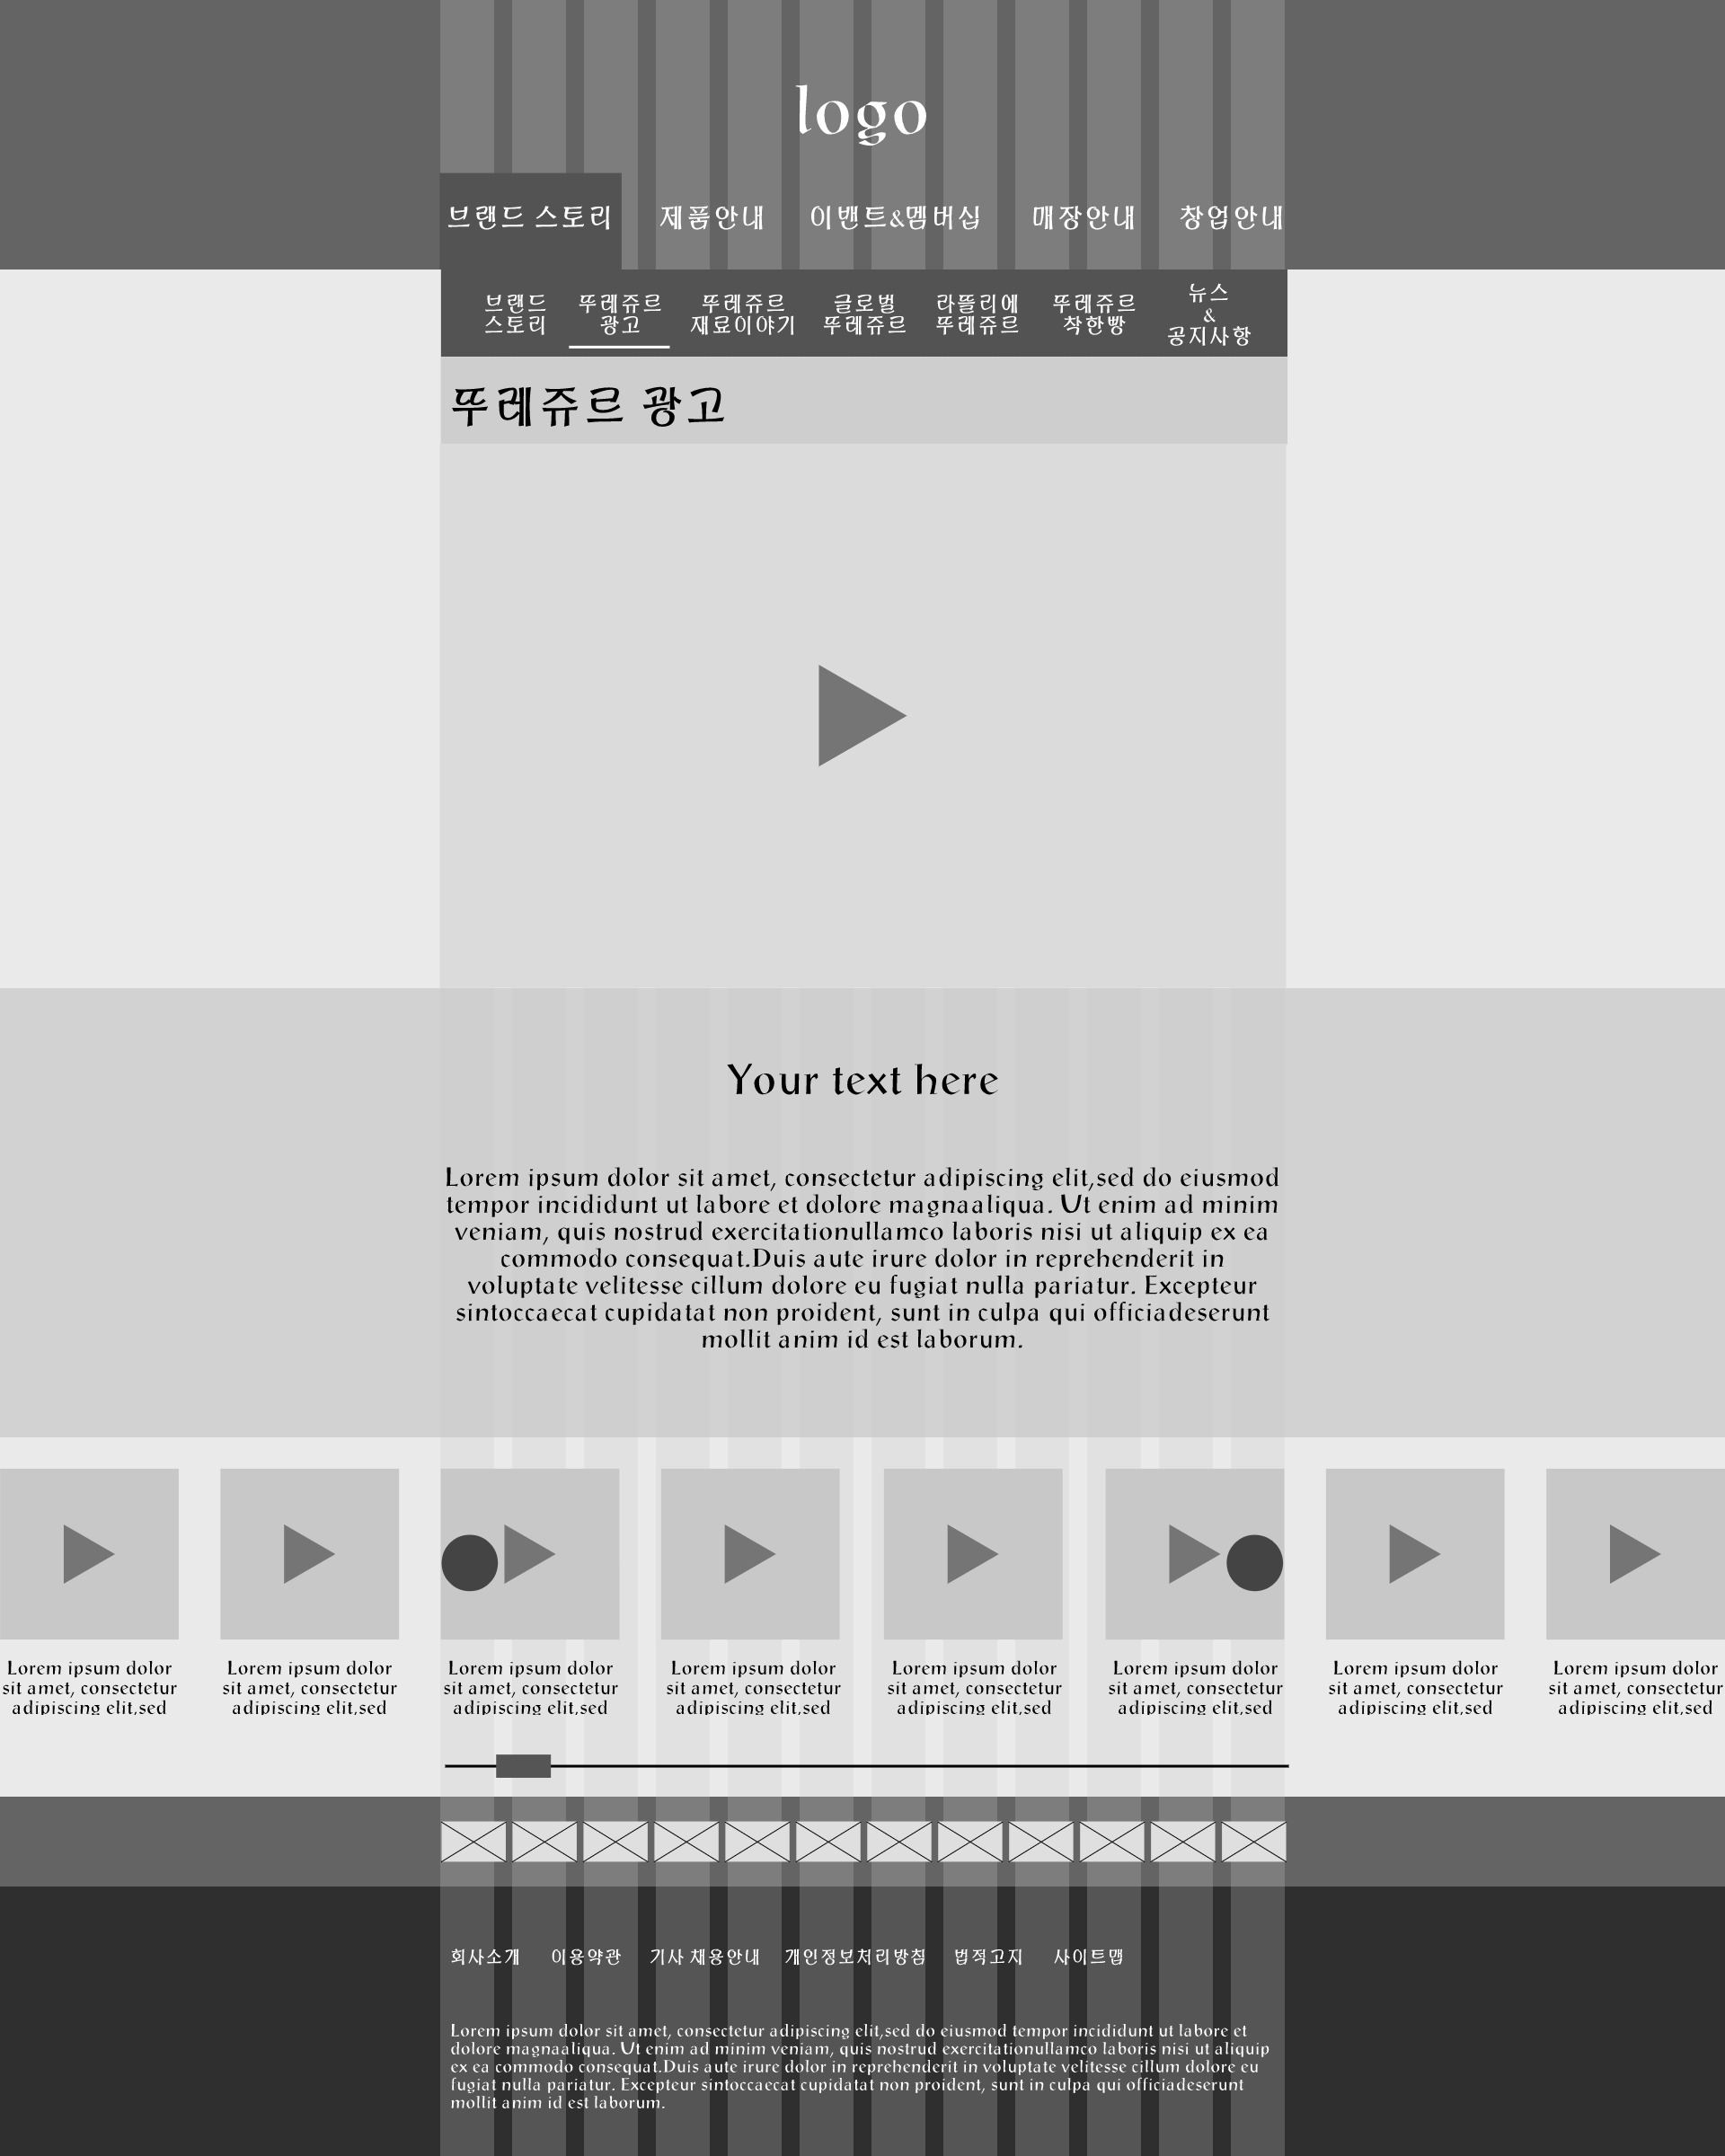 logo
브랜드 스토리 제품안내 이밴트&멤버십 매장안내 창업안내
브랜드 스토리
뚜레쥬르 광고
뚜레쥬르 재료이야기
글로벌 뚜레쥬르
라뜰리에 뚜레쥬르
뚜레쥬르 착한빵
뉴스 & 공지사항
뚜레쥬르 광고
Your text here
Lorem ipsum dolor sit amet, consectetur adipiscing elit,sed do eiusmod
tempor incididunt ut labore et dolore magnaaliqua. Ut enim ad minim
veniam, quis nostrud exercitationullamco laboris nisi ut aliquip ex ea
commodo consequat.Duis aute irure dolor in reprehenderit in
voluptate velitesse cillum dolore eu fugiat nulla pariatur. Excepteur
sintoccaecat cupidatat non proident, sunt in culpa qui officiadeserunt
mollit anim id est laborum.
Lorem ipsum dolor
sit amet, consectetur
adipiscing elit,sed
Lorem ipsum dolor
sit amet, consectetur
adipiscing elit,sed
Lorem ipsum dolor
sit amet, consectetur
adipiscing elit,sed
Lorem ipsum dolor
sit amet, consectetur
adipiscing elit,sed
Lorem ipsum dolor
sit amet, consectetur
adipiscing elit,sed
Lorem ipsum dolor
sit amet, consectetur
adipiscing elit,sed
Lorem ipsum dolor
sit amet, consectetur
adipiscing elit,sed
Lorem ipsum dolor
sit amet, consectetur
adipiscing elit,sed
회사소개 이용약관 기사 채용안내 개인정보처리방침 법적고지 사이트맵
Lorem ipsum dolor sit amet, consectetur adipiscing elit,sed do eiusmod tempor incididunt ut labore et
dolore magnaaliqua. Ut enim ad minim veniam, quis nostrud exercitationullamco laboris nisi ut aliquip
ex ea commodo consequat.Duis aute irure dolor in reprehenderit in voluptate velitesse cillum dolore eu
fugiat nulla pariatur. Excepteur sintoccaecat cupidatat non proident, sunt in culpa qui officiadeserunt
mollit anim id est laborum.